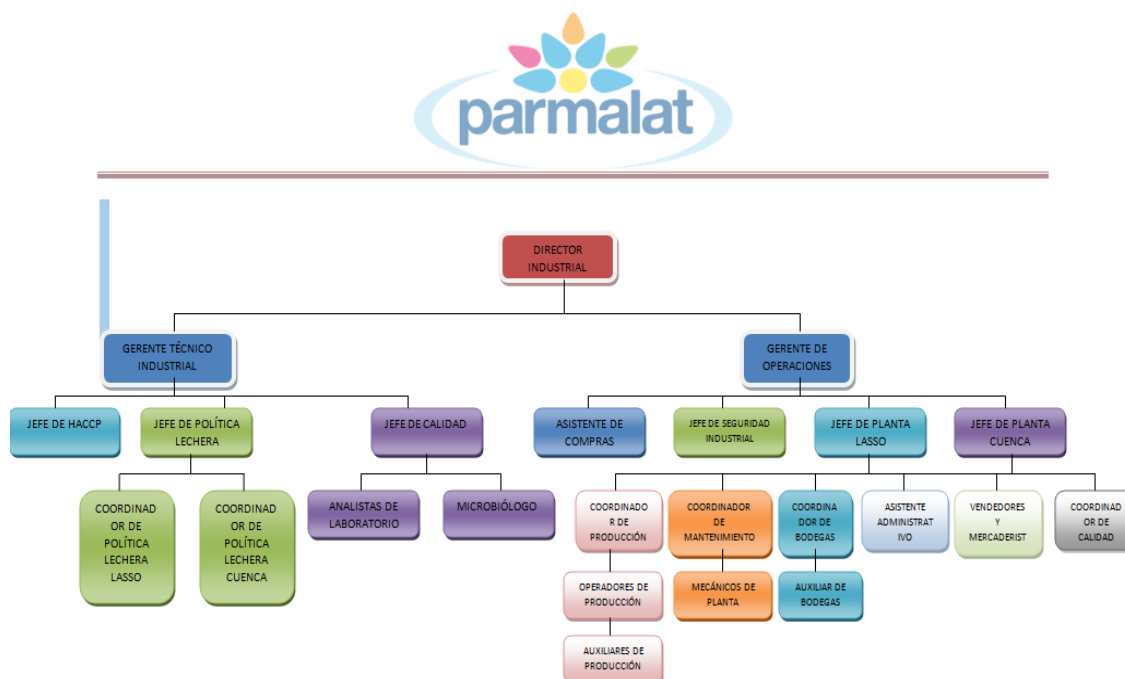 parmalat
DIRECTOR
INDUSTRIAL
GERENTE TÉCNICO
INDUSTRIAL
GERENTE DE
OPERACIONES
JEFE DE HACCP
JEFE DE POLÍTICA
LECHERA
JEFE DE CALIDAD
ASISTENTE DE
COMPRAS
JEFE DE SEGURIDAD
INDUSTRIAL
JEFE DE PLANTA
LASSO
JEFE DE PLANTA
CUENCA
COORDINAD
OR DE
POLÍTICA
LECHERA
LASSO
COORDINAD
OR DE
POLÍTICA
LECHERA
CUENCA
ANALISTAS DE
LABORATORIO
MICROBIÓLOGO
COORDINADO
R DE
PRODUCCIÓN
COORDINADOR
DE
MANTENIMIENTO
COORDINA
DOR DE
BODEGAS
ASISTENTE
ADMINISTRAT
IVO
VENDEDORES
Y
MERCADERIST
COORDINAD
OR DE
CALIDAD
OPERADORES DE
PRODUCCIÓN
MECÁNICOS DE
PLANTA
AUXILIAR DE
BODEGAS
AUXILIARES DE
PRODUCCIÓN